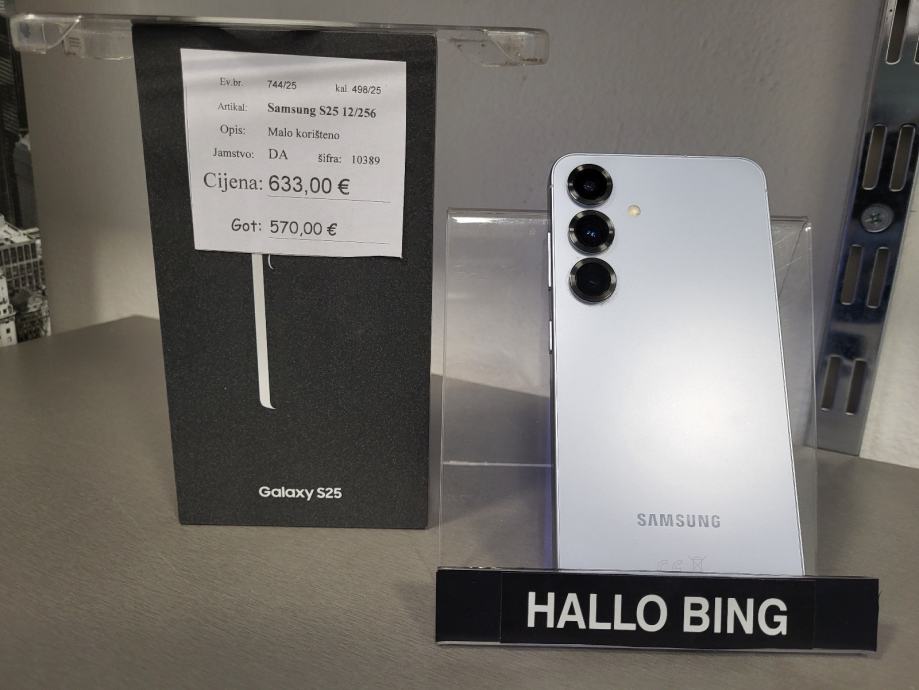 Ev.br. 744/25 kal. 498/25
Artikal: Samsung S25 12/256
Opis: Malo korišteno
Jamstvo: DA šifra: 10389
Cijena: 633,00 €
Got: 570,00 €
Galaxy S25
SAMSUNG
CE
HALLO BING